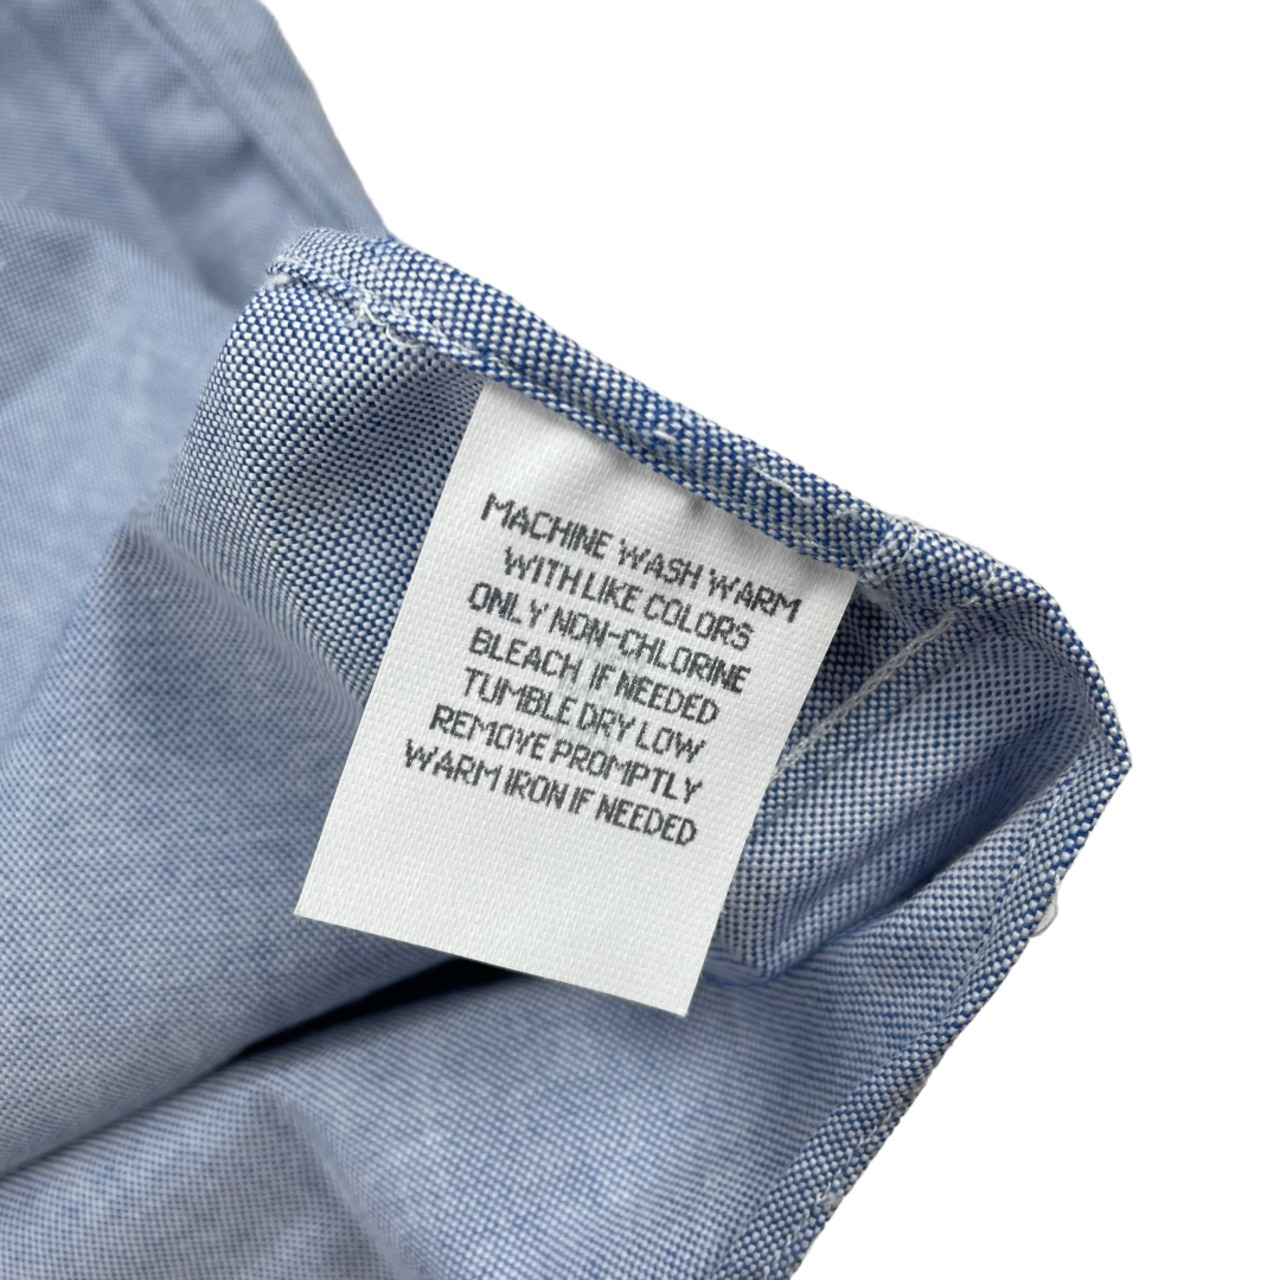 MACHINE WASH WARM
WITH LIKE COLORS
ONLY NON-CHLORINE
BLEACH IF NEEDED
TUMBLE DRY LOW
REMOVE PROMPTLY
WARM IRON IF NEEDED